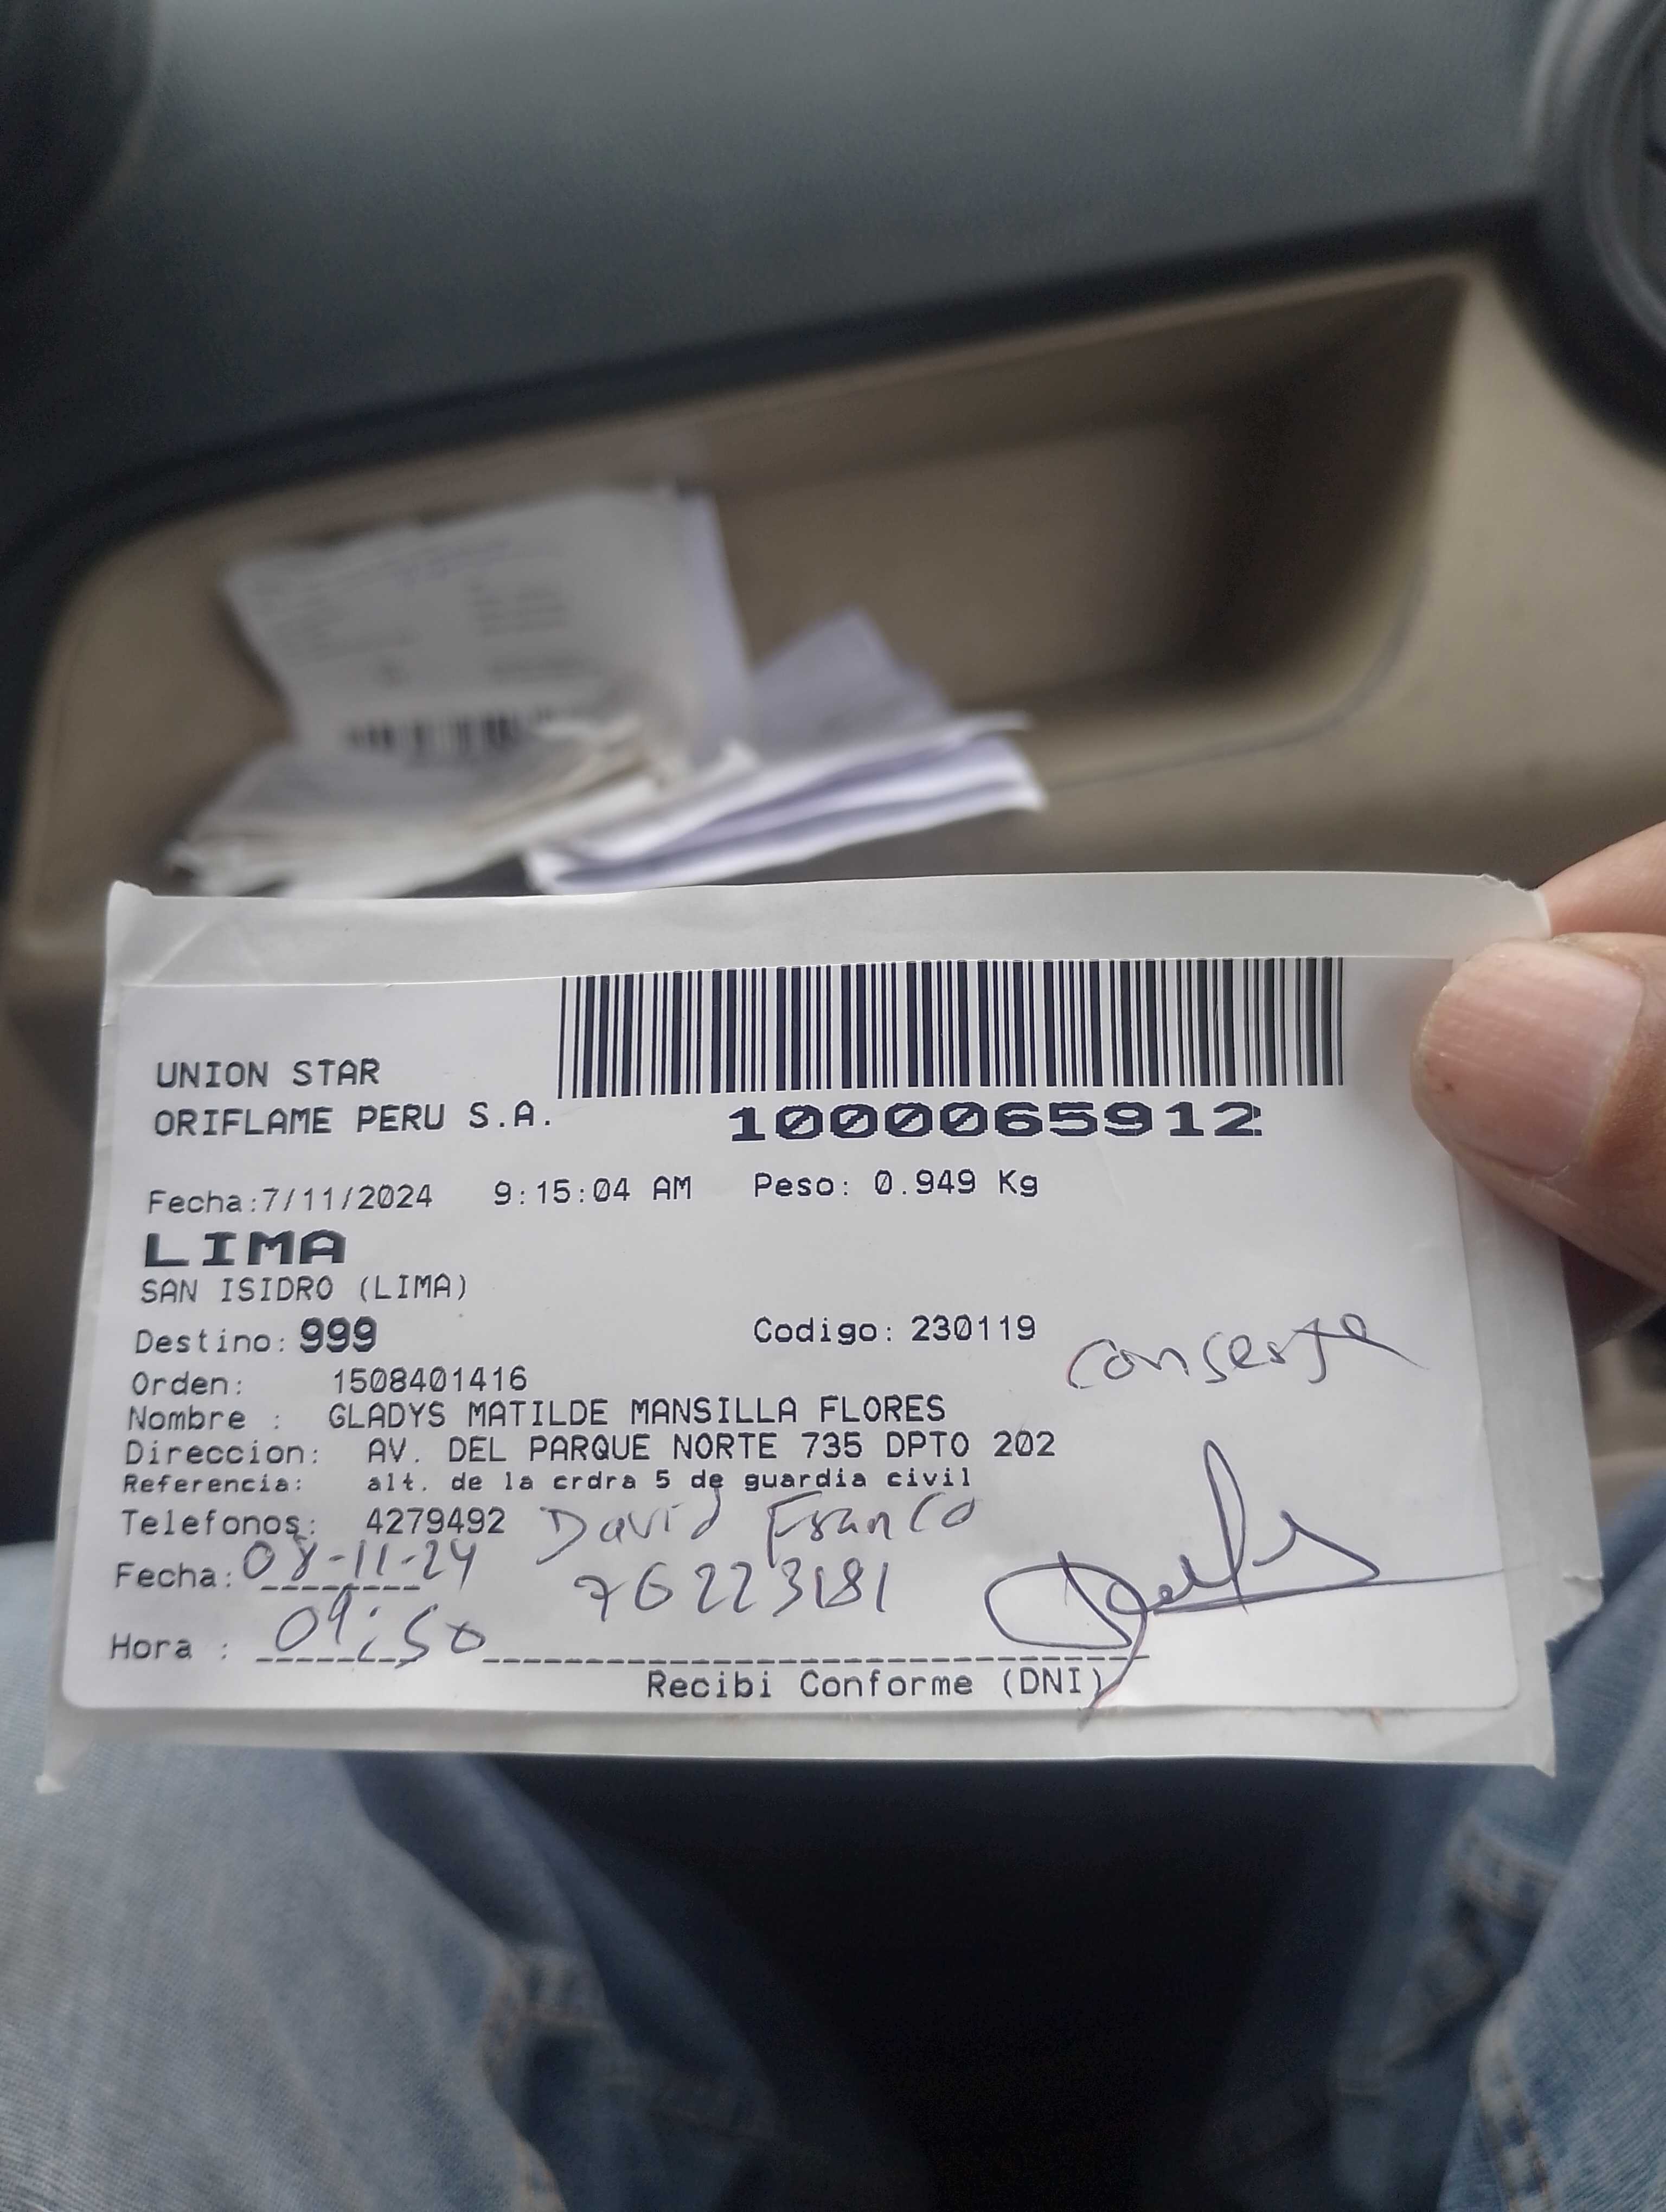 UNION STAR
ORIFLAME PERU S.A.
1000065912
Fecha:7/11/2024 9:15:04 AM Peso: 0.949 Kg
LIMA
SAN ISIDRO (LIMA)
Destino: 999 Codigo: 230119
conserje
Orden: 1508401416
Nombre : GLADYS MATILDE MANSILLA FLORES
Direccion: AV. DEL PARQUE NORTE 735 DPTO 202
Referencia: alt. de la crdra 5 de guardia civil
Telefonos: 4279492 David Franco
Fecha: 08-11-24 76223181
Hora : 09:50
Recibi Conforme (DNI)